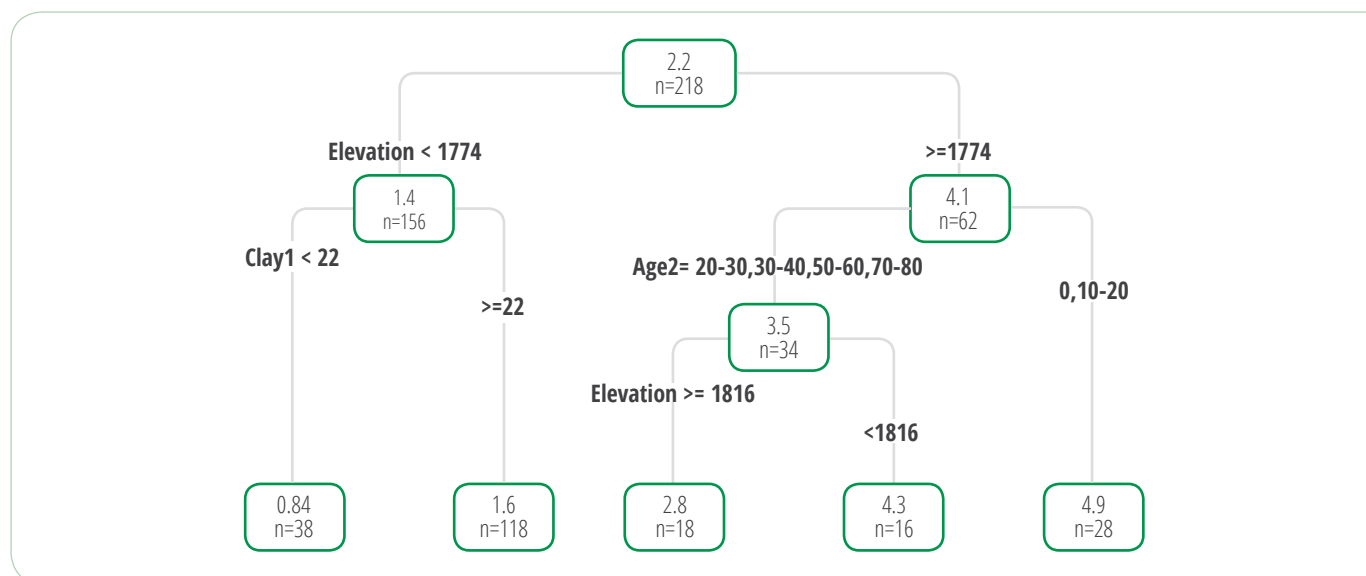 2.2
n=218
Elevation < 1774
>=1774
1.4
n=156
4.1
n=62
Clay1 < 22
>=22
Age2= 20-30,30-40,50-60,70-80
0,10-20
3.5
n=34
Elevation >= 1816
<1816
0.84
n=38
1.6
n=118
2.8
n=18
4.3
n=16
4.9
n=28